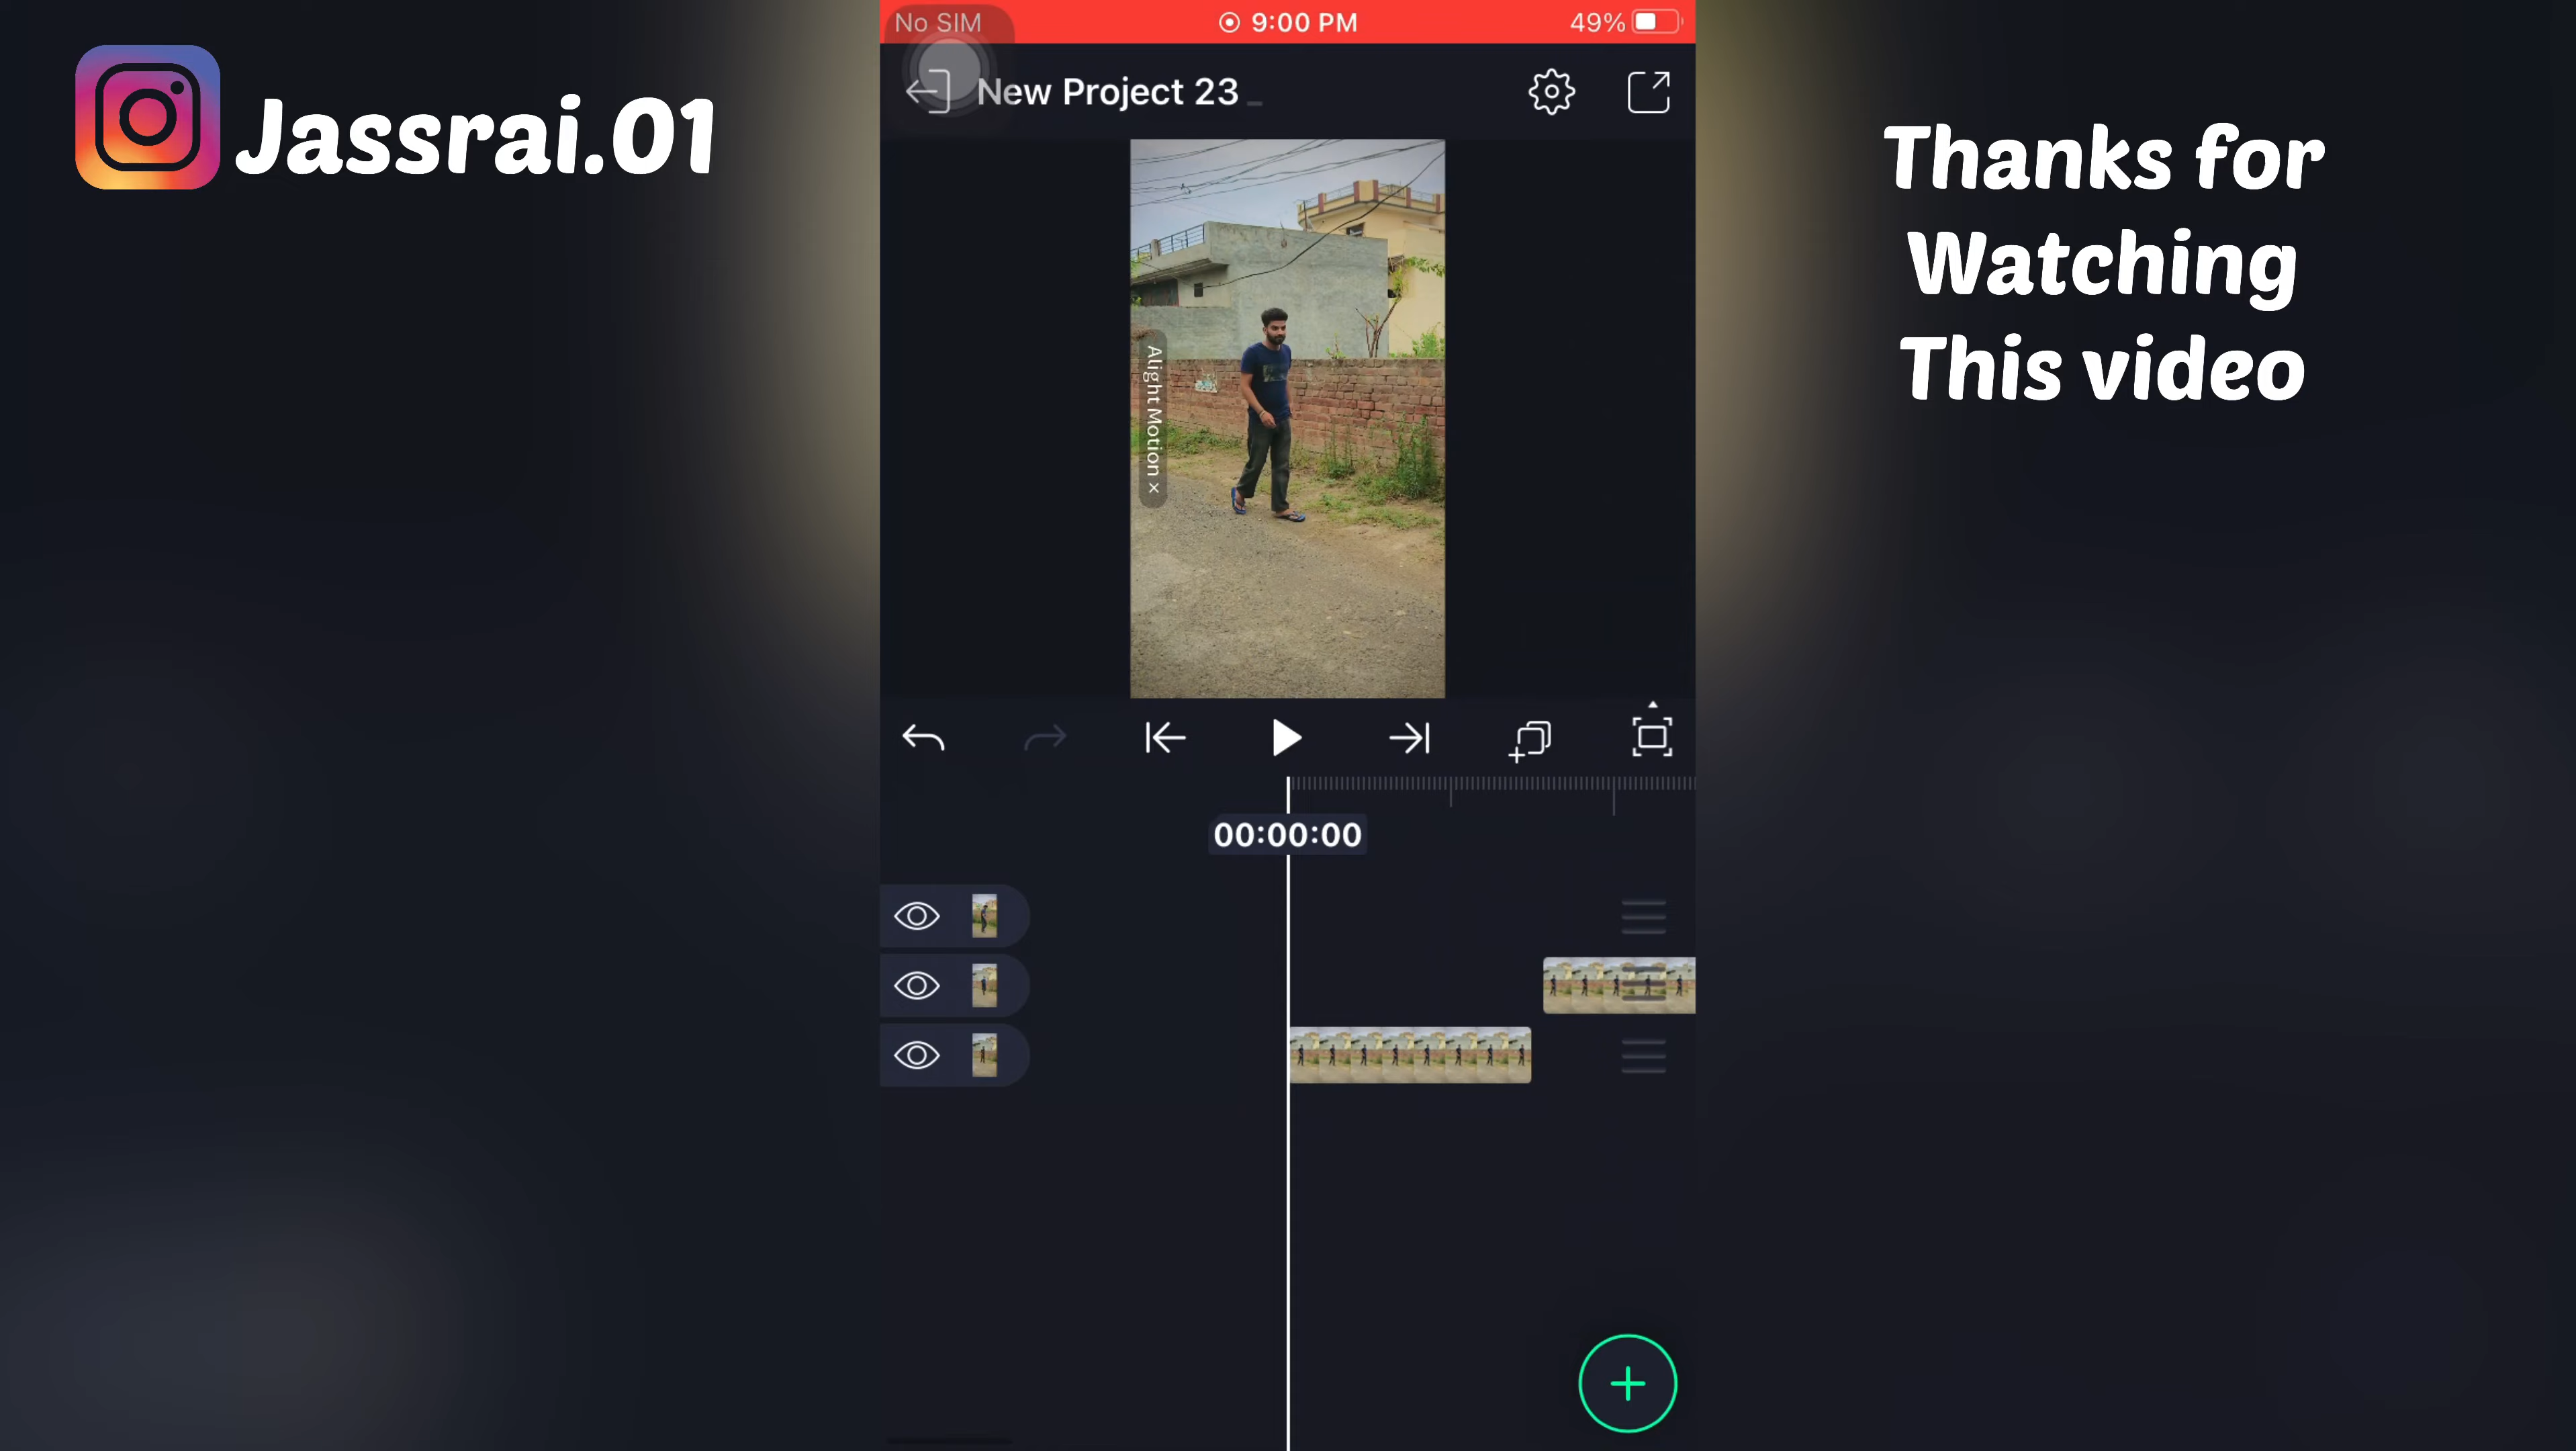 No SIM
9:00 PM
49%
Jassrai.01
New Project 23
Thanks for
Watching
This video
Alight Motion ×
00:00:00